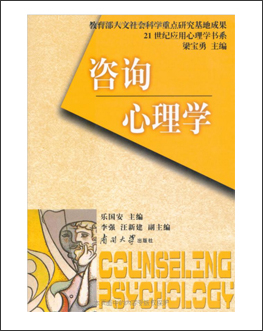 教育部人文社会科学重点研究基地成果
21世纪应用心理学书系
梁宝勇 主编
咨询
心理学
乐国安 主编
李强 汪新建 副主编
南开大学出版社
COUNSELING
PSYCHOLOGY